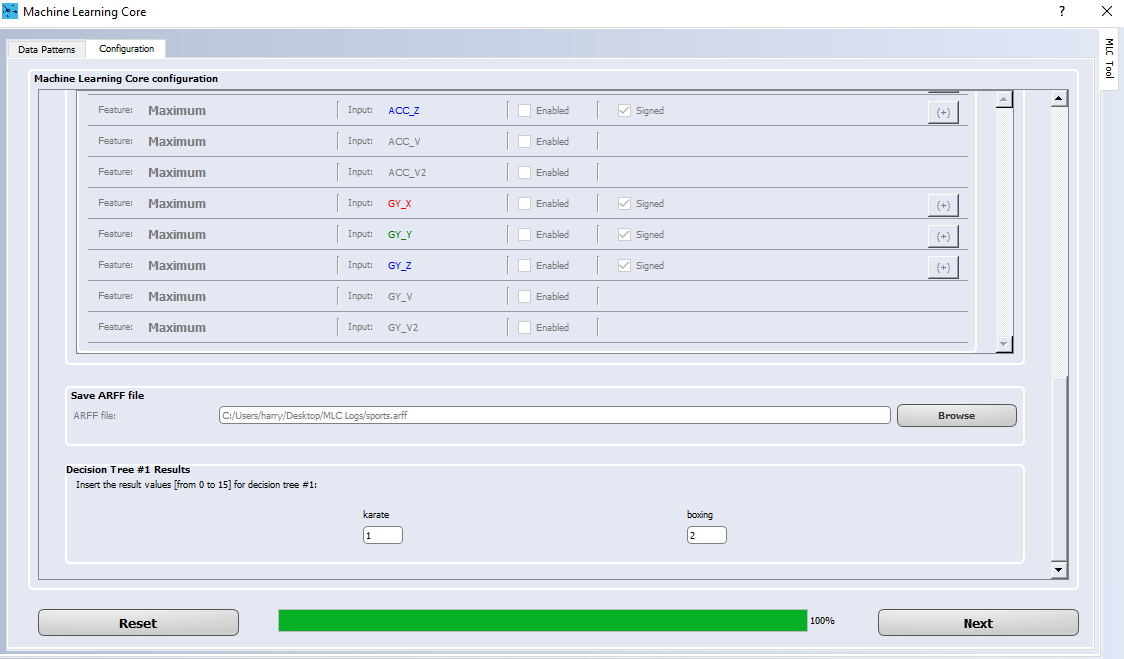 Machine Learning Core ?
Data Patterns Configuration
MLC Tool
Machine Learning Core configuration
Feature: Maximum Input: ACC_Z Enabled Signed (+)
Feature: Maximum Input: ACC_V Enabled
Feature: Maximum Input: ACC_V2 Enabled
Feature: Maximum Input: GY_X Enabled Signed (+)
Feature: Maximum Input: GY_Y Enabled Signed (+)
Feature: Maximum Input: GY_Z Enabled Signed (+)
Feature: Maximum Input: GY_V Enabled
Feature: Maximum Input: GY_V2 Enabled
Save ARFF file
ARFF file: C:/Users/harry/Desktop/MLC Logs/sports.arff Browse
Decision Tree #1 Results
Insert the result values [from 0 to 15] for decision tree #1:
karate boxing
1 2
Reset 100% Next